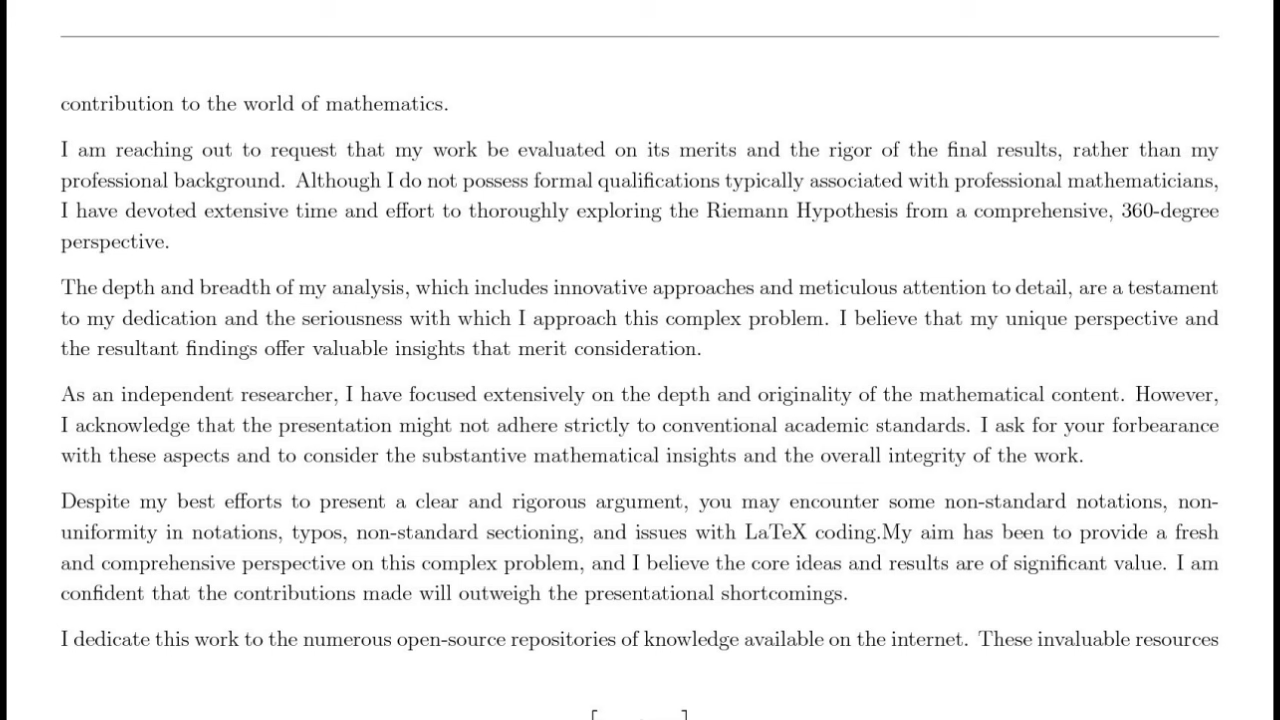 contribution to the world of mathematics.
I am reaching out to request that my work be evaluated on its merits and the rigor of the final results, rather than my
professional background. Although I do not possess formal qualifications typically associated with professional mathematicians,
I have devoted extensive time and effort to thoroughly exploring the Riemann Hypothesis from a comprehensive, 360-degree
perspective.
The depth and breadth of my analysis, which includes innovative approaches and meticulous attention to detail, are a testament
to my dedication and the seriousness with which I approach this complex problem. I believe that my unique perspective and
the resultant findings offer valuable insights that merit consideration.
As an independent researcher, I have focused extensively on the depth and originality of the mathematical content. However,
I acknowledge that the presentation might not adhere strictly to conventional academic standards. I ask for your forbearance
with these aspects and to consider the substantive mathematical insights and the overall integrity of the work.
Despite my best efforts to present a clear and rigorous argument, you may encounter some non-standard notations, non-
uniformity in notations, typos, non-standard sectioning, and issues with LaTeX coding.My aim has been to provide a fresh
and comprehensive perspective on this complex problem, and I believe the core ideas and results are of significant value. I am
confident that the contributions made will outweigh the presentational shortcomings.
I dedicate this work to the numerous open-source repositories of knowledge available on the internet. These invaluable resources